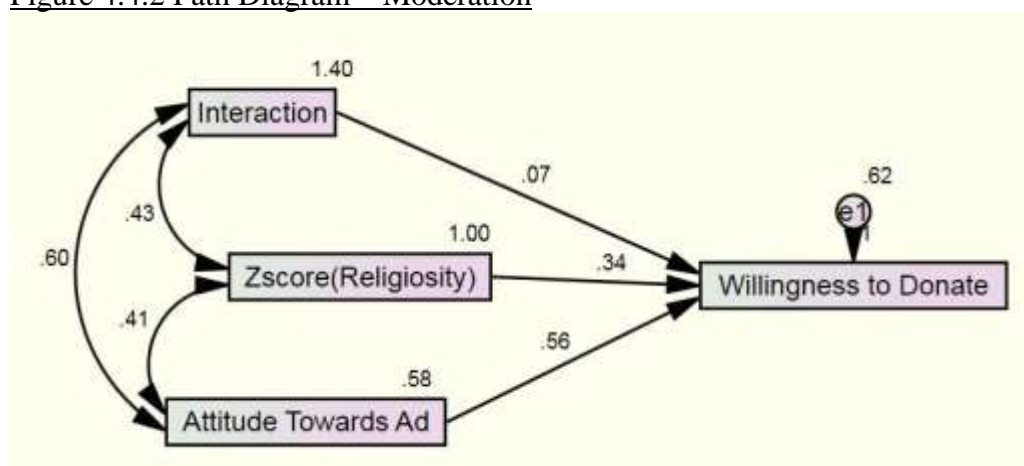 Figure 4.4.2 Path Diagram – Moderation
1.40
Interaction
.07
.62
e1
1
.43
1.00
.60
Zscore(Religiosity)
.34
Willingness to Donate
.41
.56
.58
Attitude Towards Ad